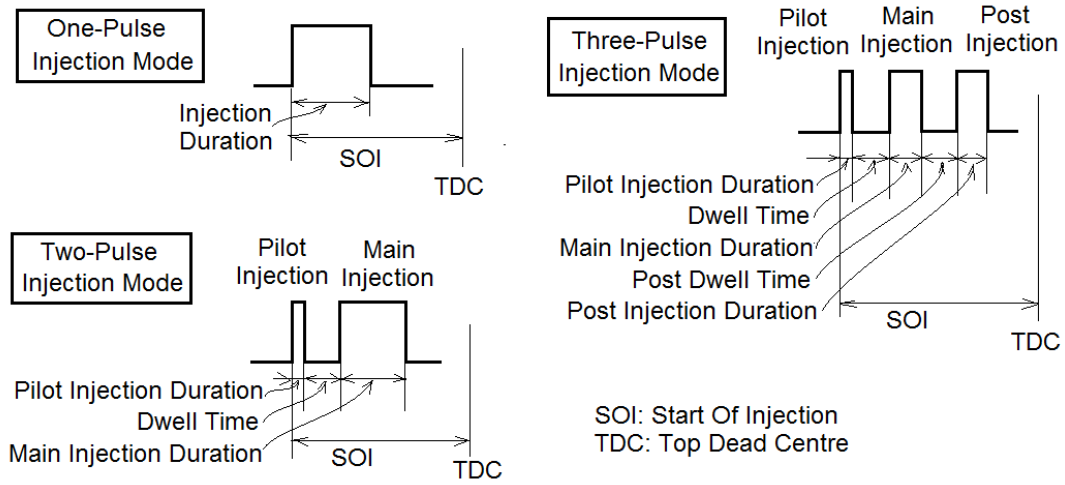 One-Pulse
Injection Mode
Injection
Duration
SOI
TDC
Two-Pulse
Injection Mode
Pilot
Injection
Main
Injection
Pilot Injection Duration
Dwell Time
Main Injection Duration
SOI
TDC
Three-Pulse
Injection Mode
Pilot
Injection
Main
Injection
Post
Injection
Pilot Injection Duration
Dwell Time
Main Injection Duration
Post Dwell Time
Post Injection Duration
SOI
TDC
SOI: Start Of Injection
TDC: Top Dead Centre